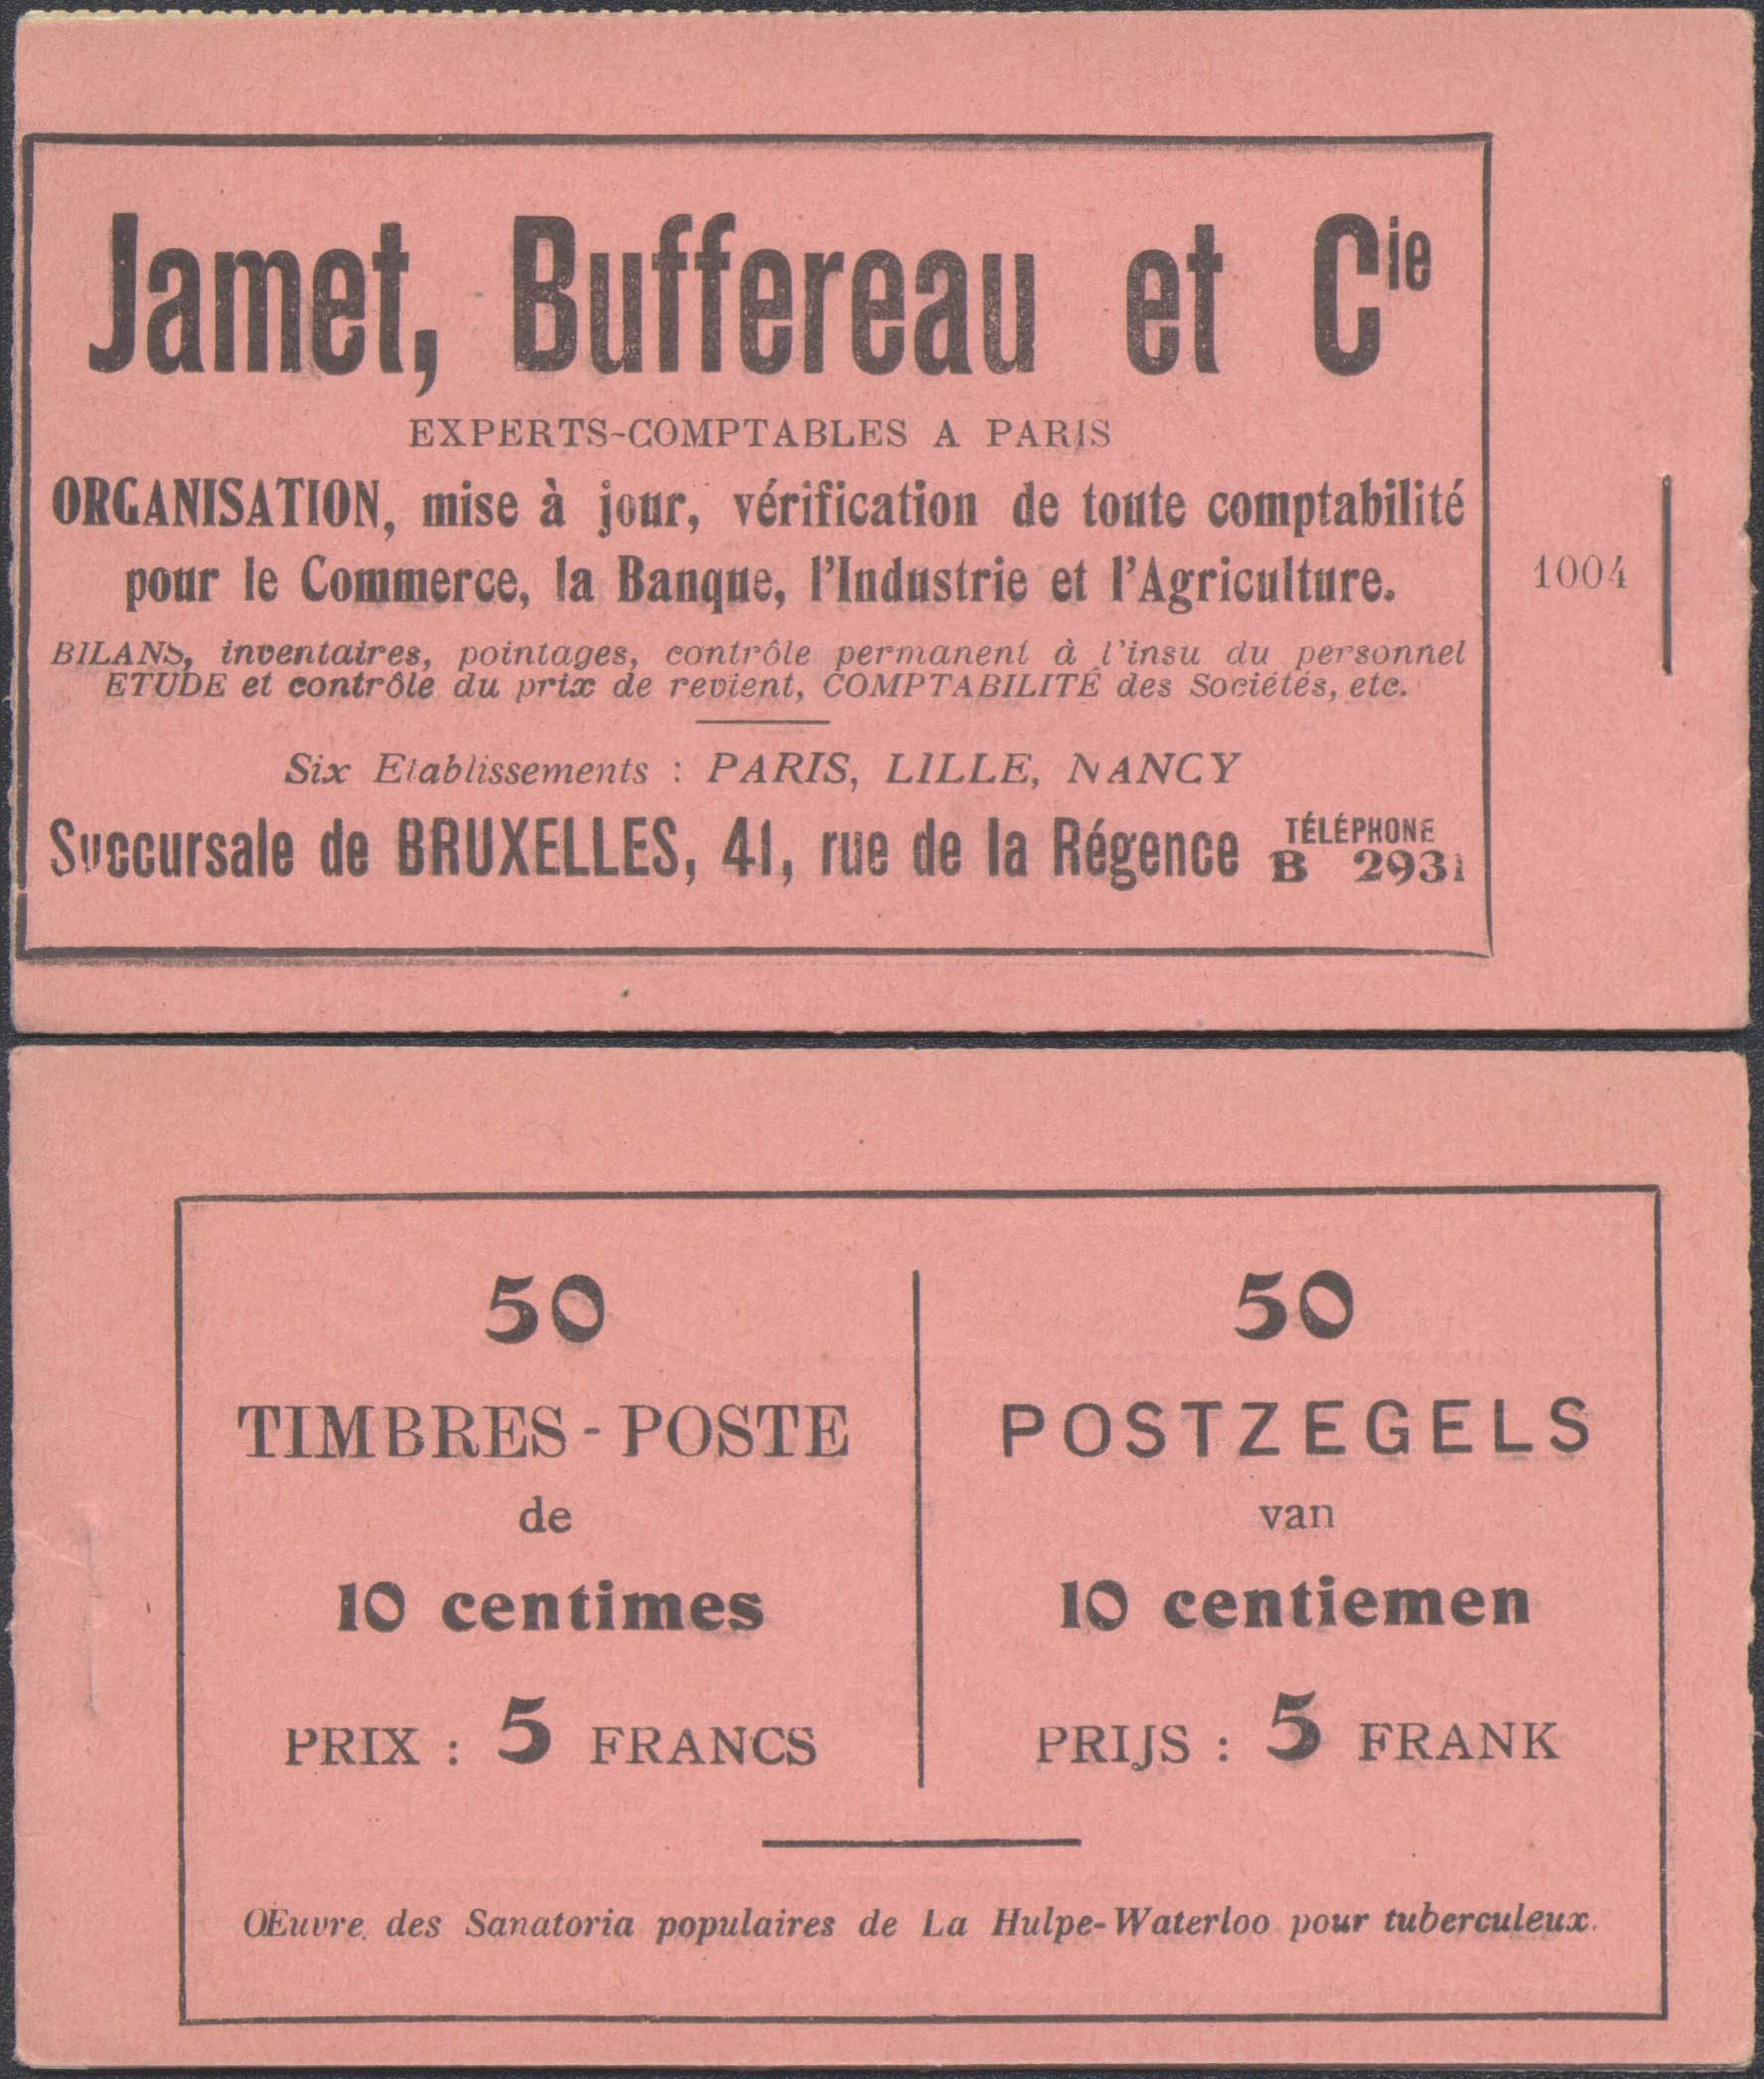 Jamet, Buffereau et Cie
EXPERTS-COMPTABLES A PARIS
ORGANISATION, mise à jour, vérification de toute comptabilité
pour le Commerce, la Banque, l'Industrie et l'Agriculture.
BILANS, inventaires, pointages, contrôle permanent à l'insu du personnel
ETUDE et contrôle du prix de revient, COMPTABILITÉ des Sociétés, etc.
Six Etablissements : PARIS, LILLE, NANCY
Succursale de BRUXELLES, 41, rue de la Régence TÉLÉPHONE B 2931
1004
50
TIMBRES-POSTE
de
10 centimes
PRIX : 5 FRANCS
50
POSTZEGELS
van
10 centiemen
PRIJS : 5 FRANK
Œuvre des Sanatoria populaires de La Hulpe-Waterloo pour tuberculeux.